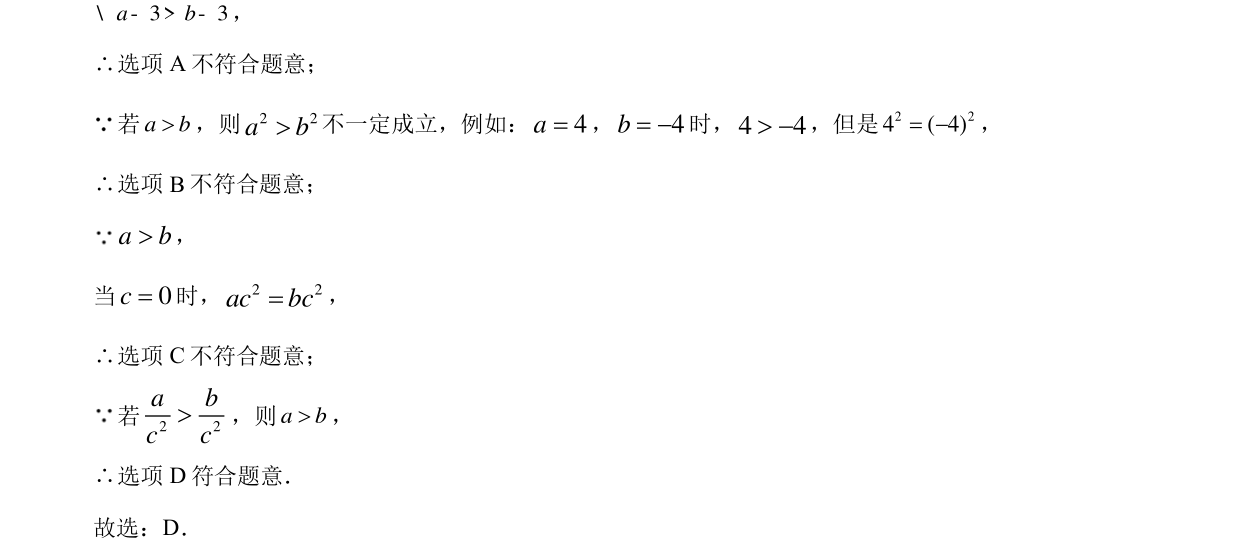 \ a- 3> b- 3，
∴选项 A 不符合题意；
∵若 a > b，则 a² > b² 不一定成立，例如：a = 4，b = −4 时，4 > −4，但是 4² = (−4)²，
∴选项 B 不符合题意；
∵a > b，
当 c = 0 时，ac² = bc²，
∴选项 C 不符合题意；
∵若 a/c² > b/c²，则 a > b，
∴选项 D 符合题意．
故选：D．